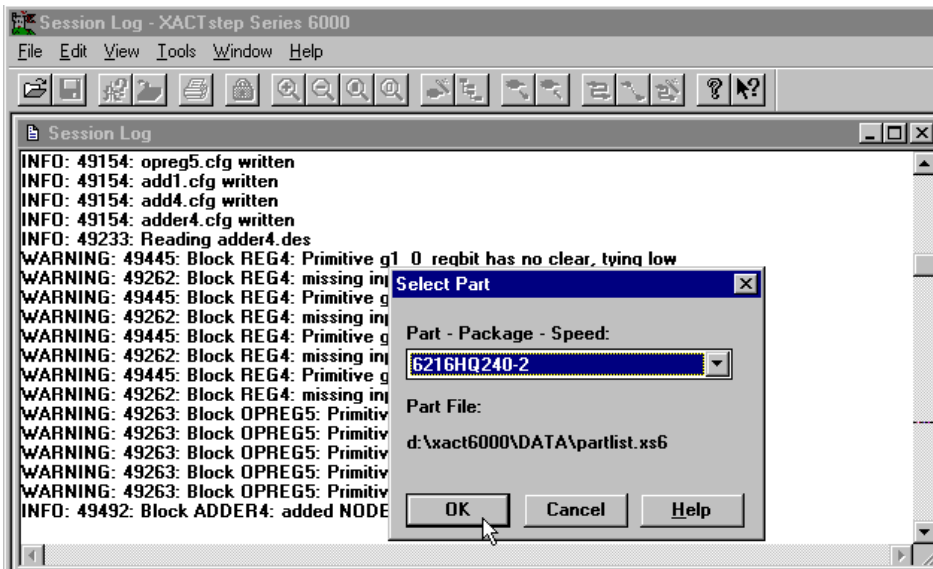 Session Log - XACTstep Series 6000
File Edit View Tools Window Help
Session Log
INFO: 49154: opreg5.cfg written
INFO: 49154: add1.cfg written
INFO: 49154: add4.cfg written
INFO: 49154: adder4.cfg written
INFO: 49233: Reading adder4.des
WARNING: 49445: Block REG4: Primitive g1_0_regbit has no clear, tying low
WARNING: 49262: Block REG4: missing inp
WARNING: 49445: Block REG4: Primitive g
WARNING: 49262: Block REG4: missing inp
WARNING: 49445: Block REG4: Primitive g
WARNING: 49262: Block REG4: missing inp
WARNING: 49445: Block REG4: Primitive g
WARNING: 49262: Block REG4: missing inp
WARNING: 49263: Block OPREG5: Primitiv
WARNING: 49263: Block OPREG5: Primitiv
WARNING: 49263: Block OPREG5: Primitiv
WARNING: 49263: Block OPREG5: Primitiv
WARNING: 49263: Block OPREG5: Primitiv
INFO: 49492: Block ADDER4: added NODE
Select Part
Part - Package - Speed:
6216HQ240-2
Part File:
d:\xact6000\DATA\partlist.xs6
OK Cancel Help